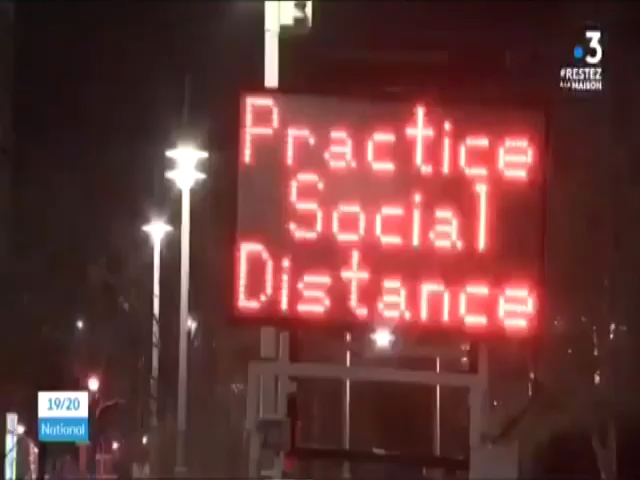 3
#RESTEZ
À LA MAISON
Practice
Social
Distance
19/20
National